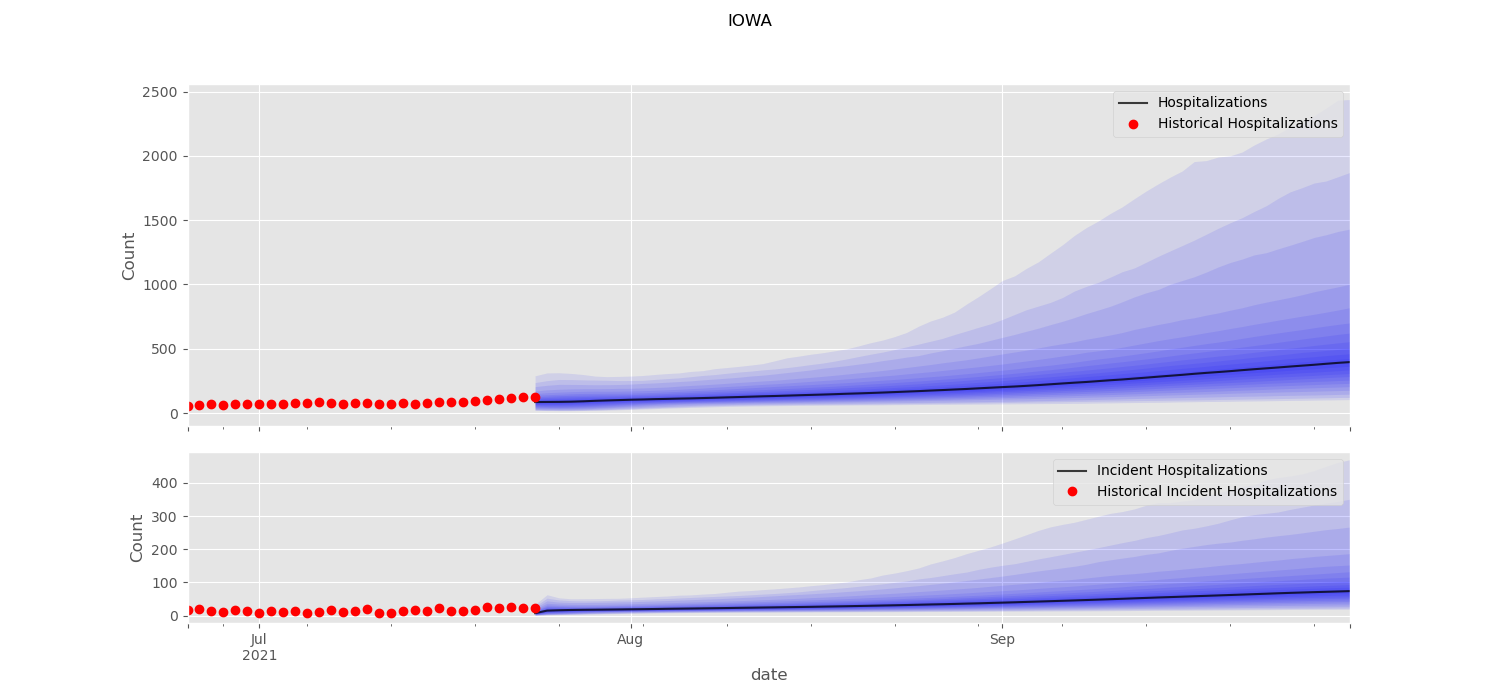 IOWA
2500
2000
1500
1000
500
0
Count
Hospitalizations
Historical Hospitalizations
400
300
200
100
0
Count
Incident Hospitalizations
Historical Incident Hospitalizations
Jul
2021
Aug
Sep
date